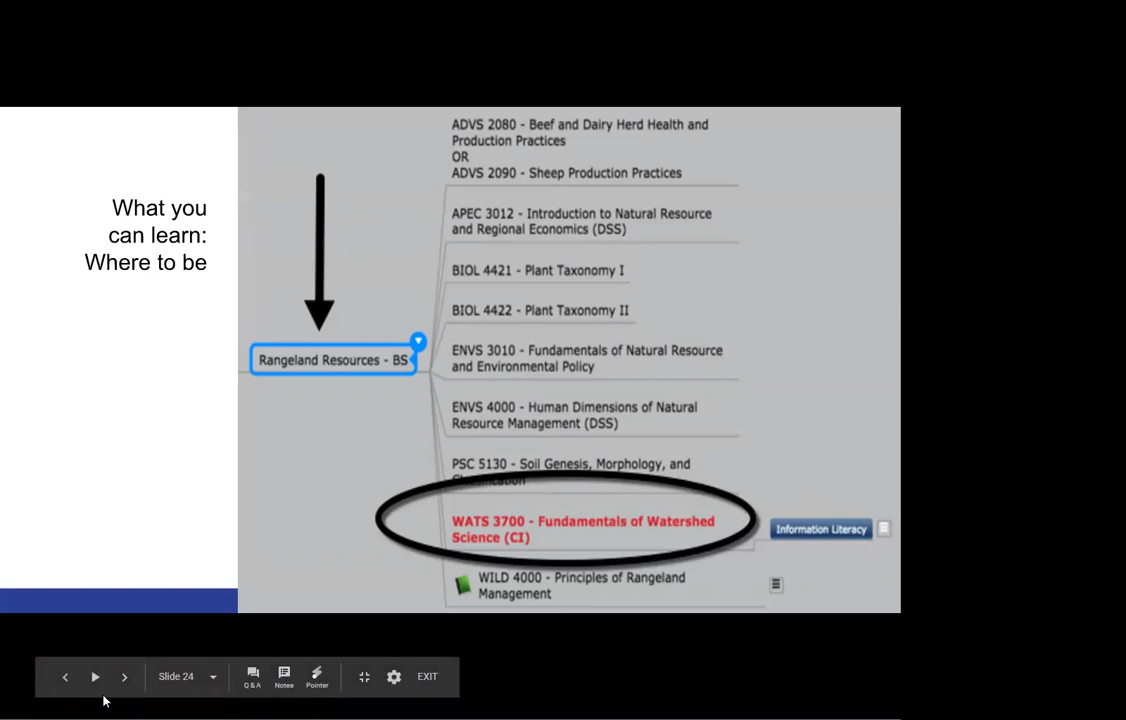 What you
can learn:
Where to be
ADVS 2080 - Beef and Dairy Herd Health and
Production Practices
OR
ADVS 2090 - Sheep Production Practices
APEC 3012 - Introduction to Natural Resource
and Regional Economics (DSS)
BIOL 4421 - Plant Taxonomy I
BIOL 4422 - Plant Taxonomy II
Rangeland Resources - BS
ENVS 3010 - Fundamentals of Natural Resource
and Environmental Policy
ENVS 4000 - Human Dimensions of Natural
Resource Management (DSS)
PSC 5130 - Soil Genesis, Morphology, and
Classification
WATS 3700 - Fundamentals of Watershed
Science (CI)
Information Literacy
WILD 4000 - Principles of Rangeland
Management
Slide 24
Q&A
Notes
Pointer
EXIT